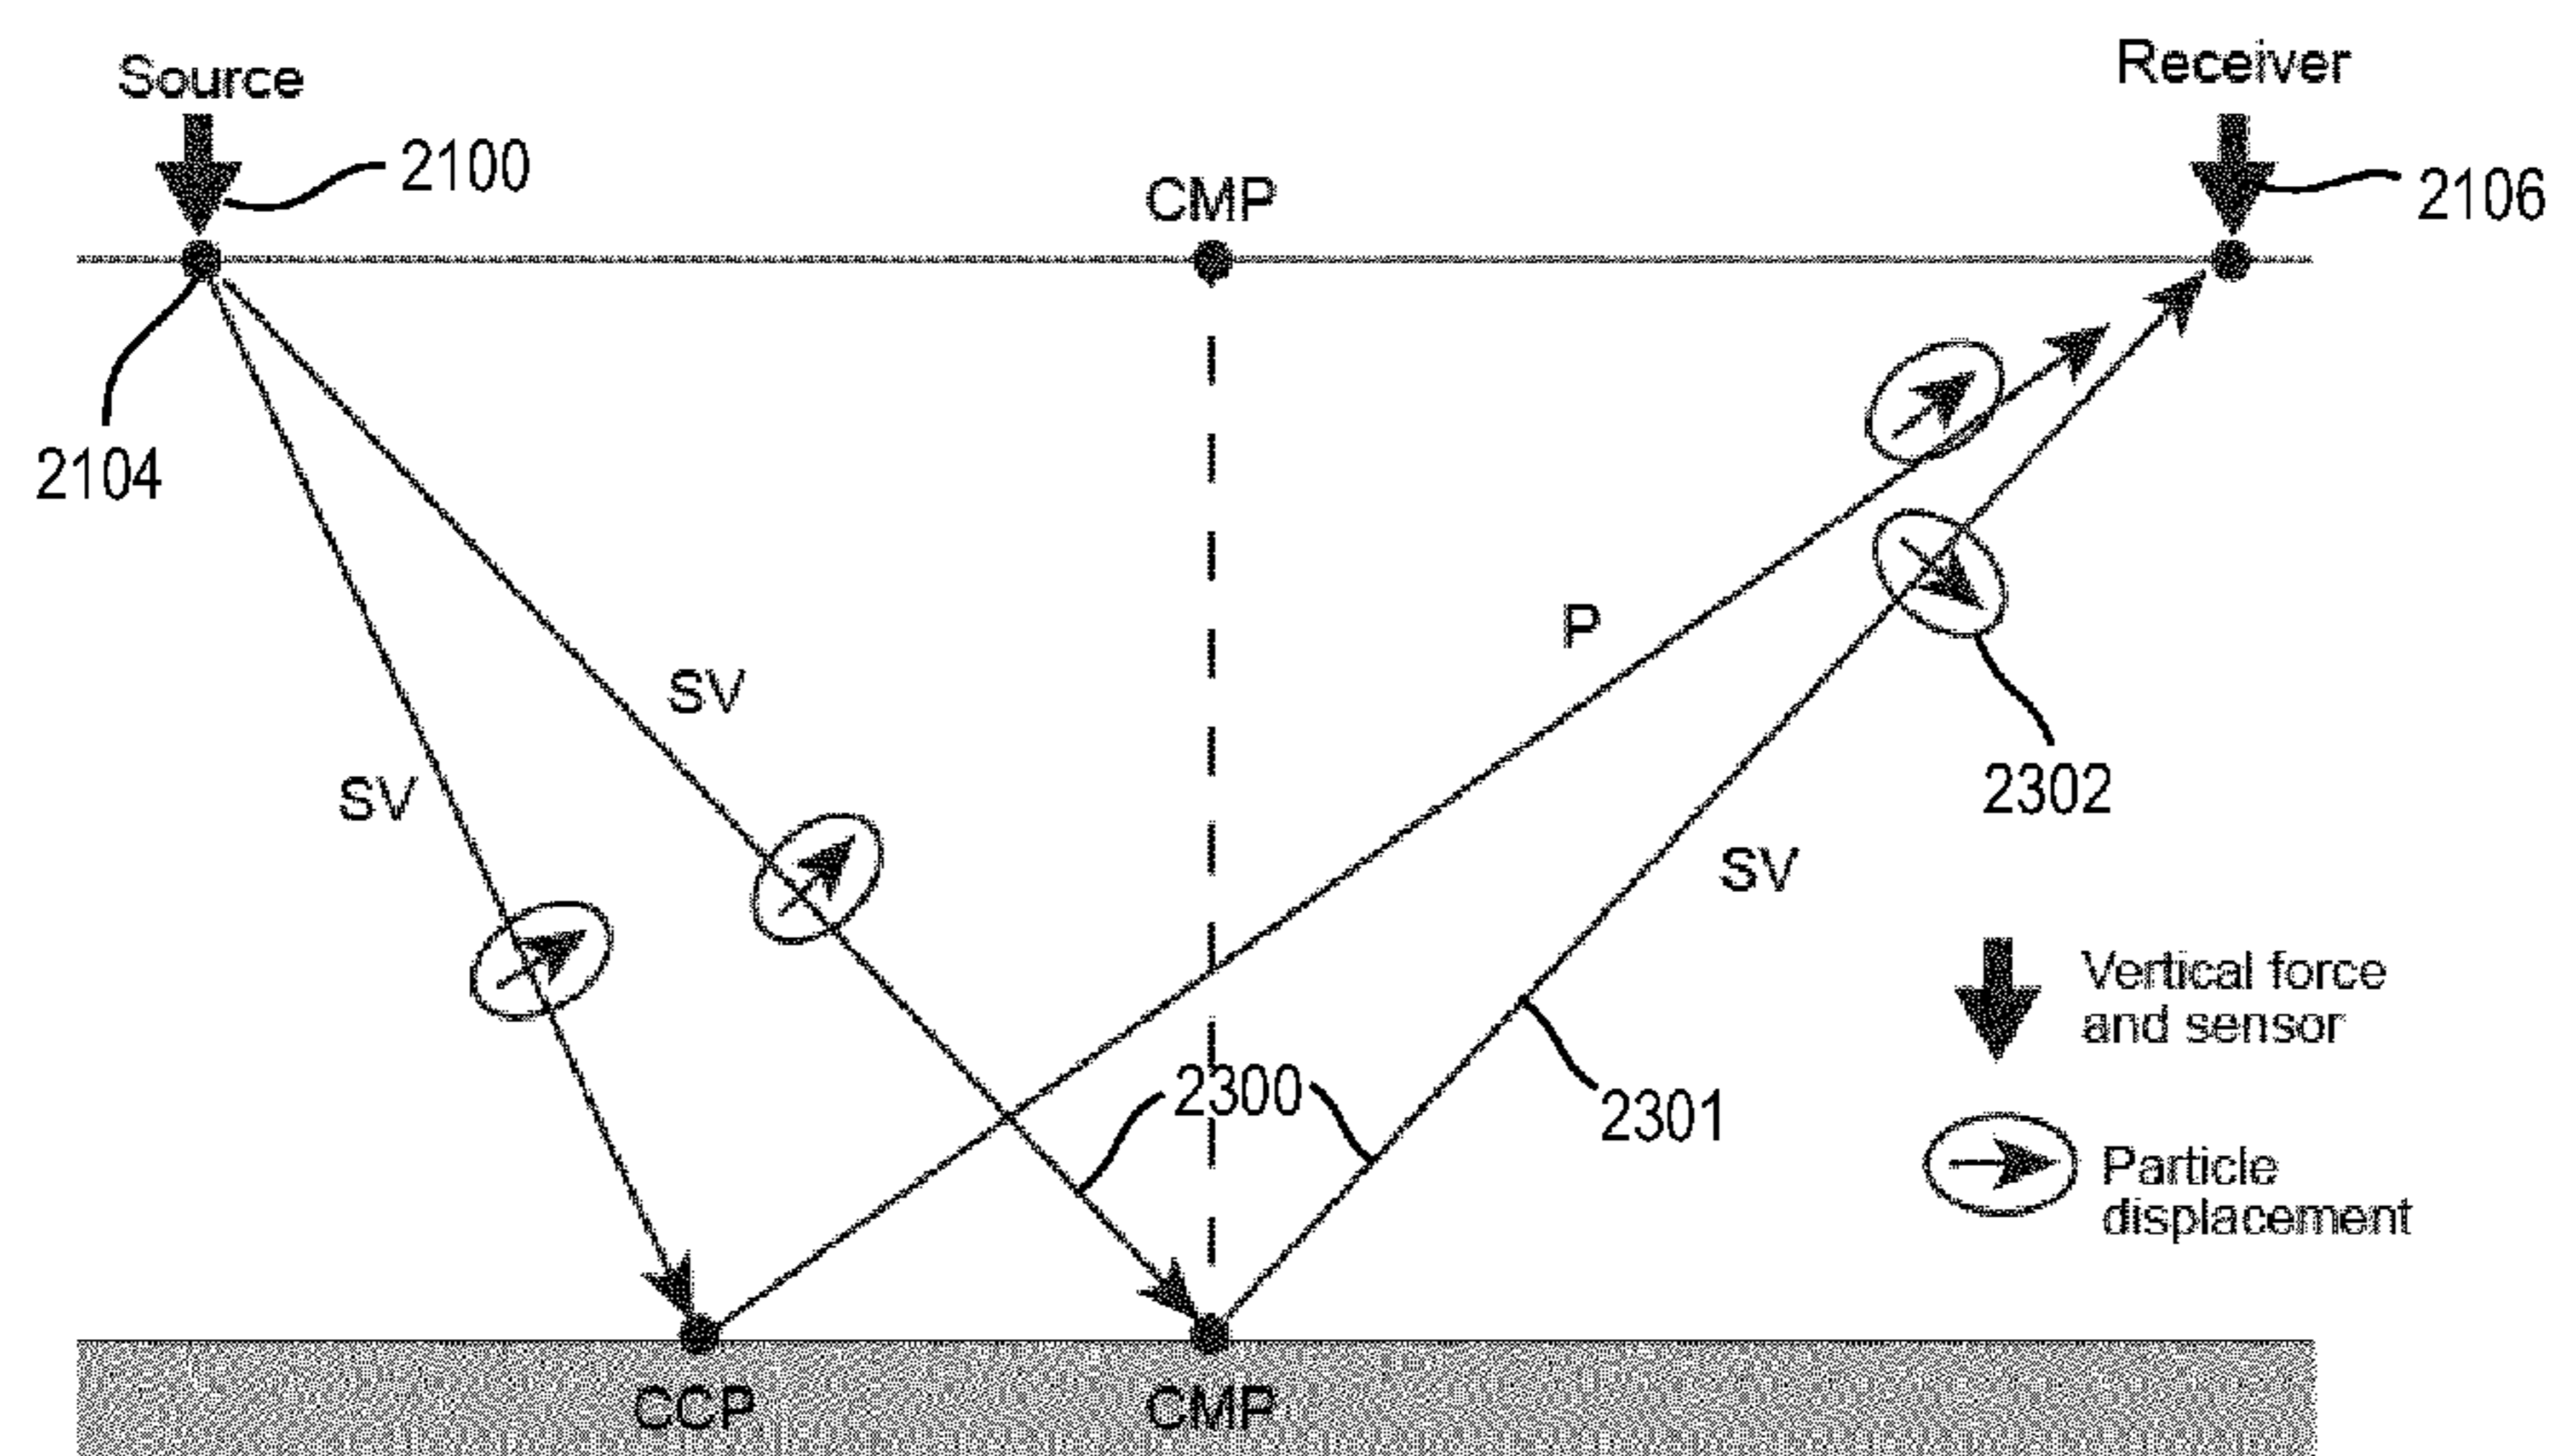 Source
Receiver
2100
CMP
2106
2104
SV
P
SV
2302
SV
Vertical force
and sensor
2300
2301
Particle
displacement
CCP
CMP